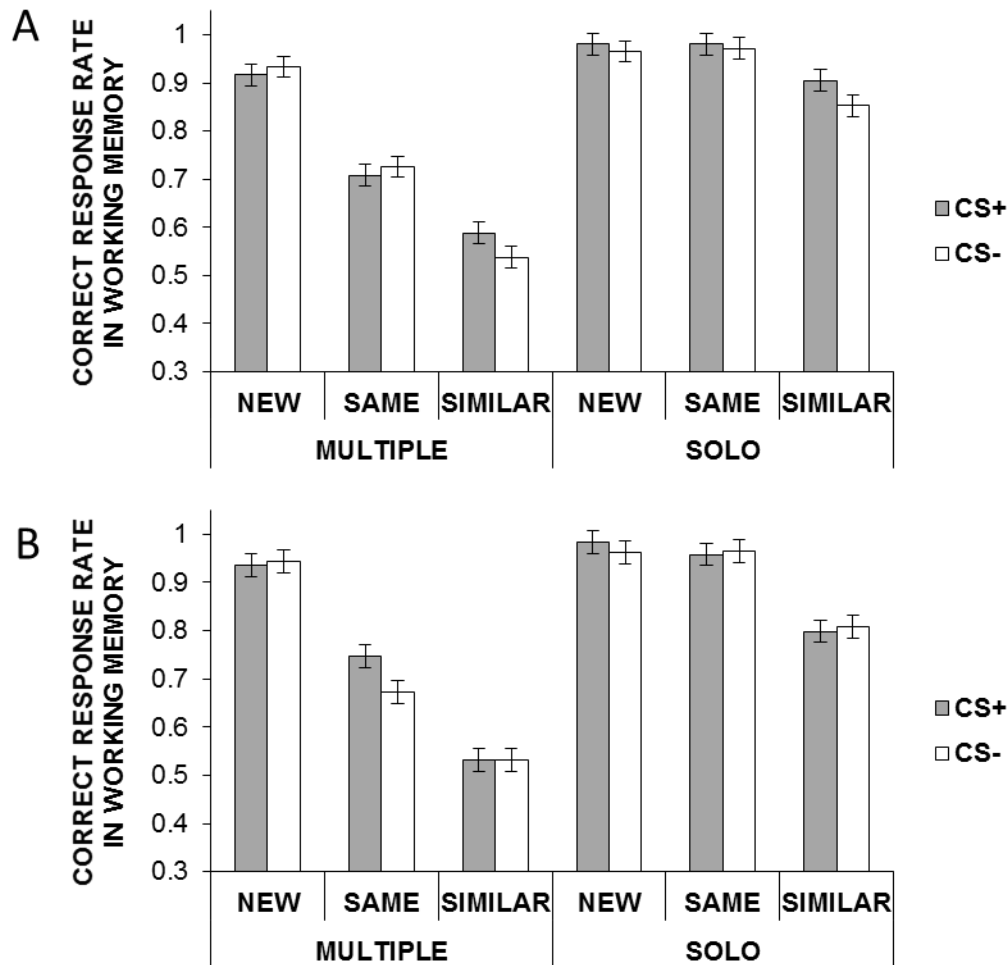 A
CORRECT RESPONSE RATE
IN WORKING MEMORY
1
0.9
0.8
0.7
0.6
0.5
0.4
0.3
NEW SAME SIMILAR NEW SAME SIMILAR
MULTIPLE SOLO
CS+
CS-
B
CORRECT RESPONSE RATE
IN WORKING MEMORY
1
0.9
0.8
0.7
0.6
0.5
0.4
0.3
NEW SAME SIMILAR NEW SAME SIMILAR
MULTIPLE SOLO
CS+
CS-